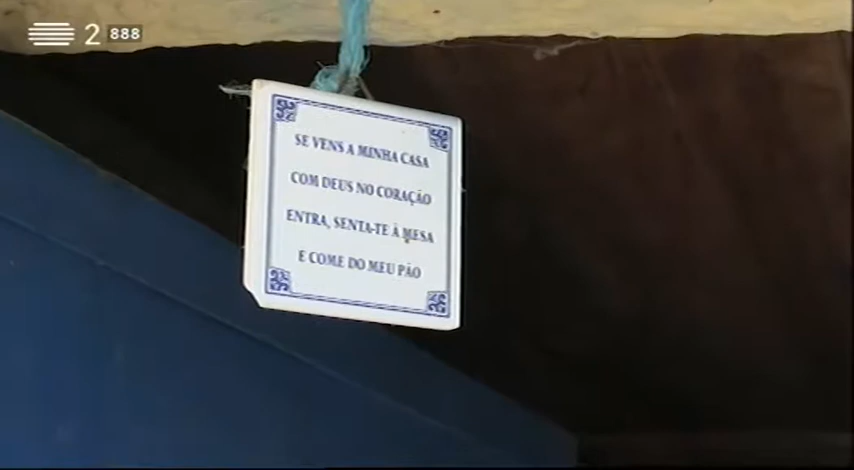 2 888
SE VENS A MINHA CASA
COM DEUS NO CORAÇÃO
ENTRA, SENTA-TE À MESA
E COME DO MEU PÃO